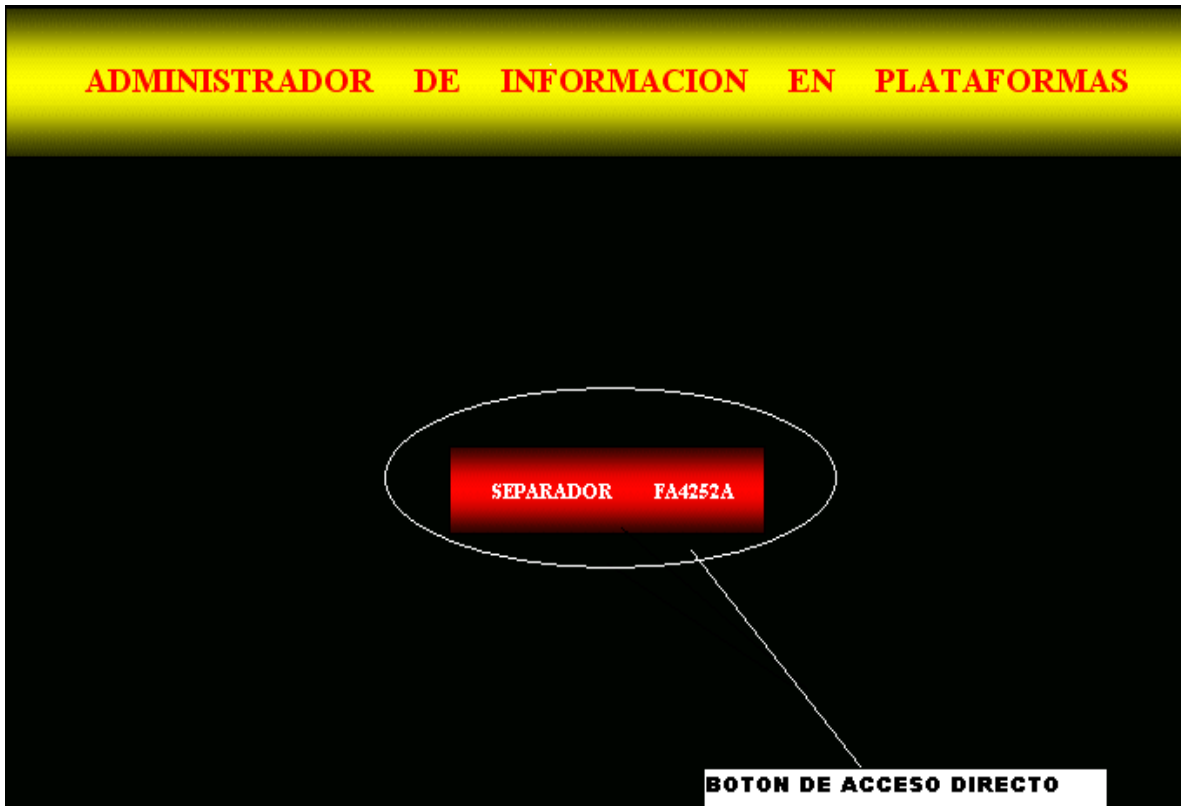 ADMINISTRADOR DE INFORMACION EN PLATAFORMAS
SEPARADOR FA4252A
BOTON DE ACCESO DIRECTO